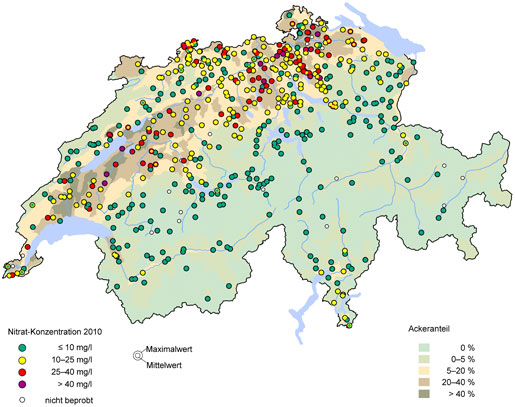 Nitrat-Konzentration 2010
≤ 10 mg/l
10–25 mg/l
25–40 mg/l
> 40 mg/l
nicht beprobt
Maximalwert
Mittelwert
Ackeranteil
0 %
0–5 %
5–20 %
20–40 %
> 40 %